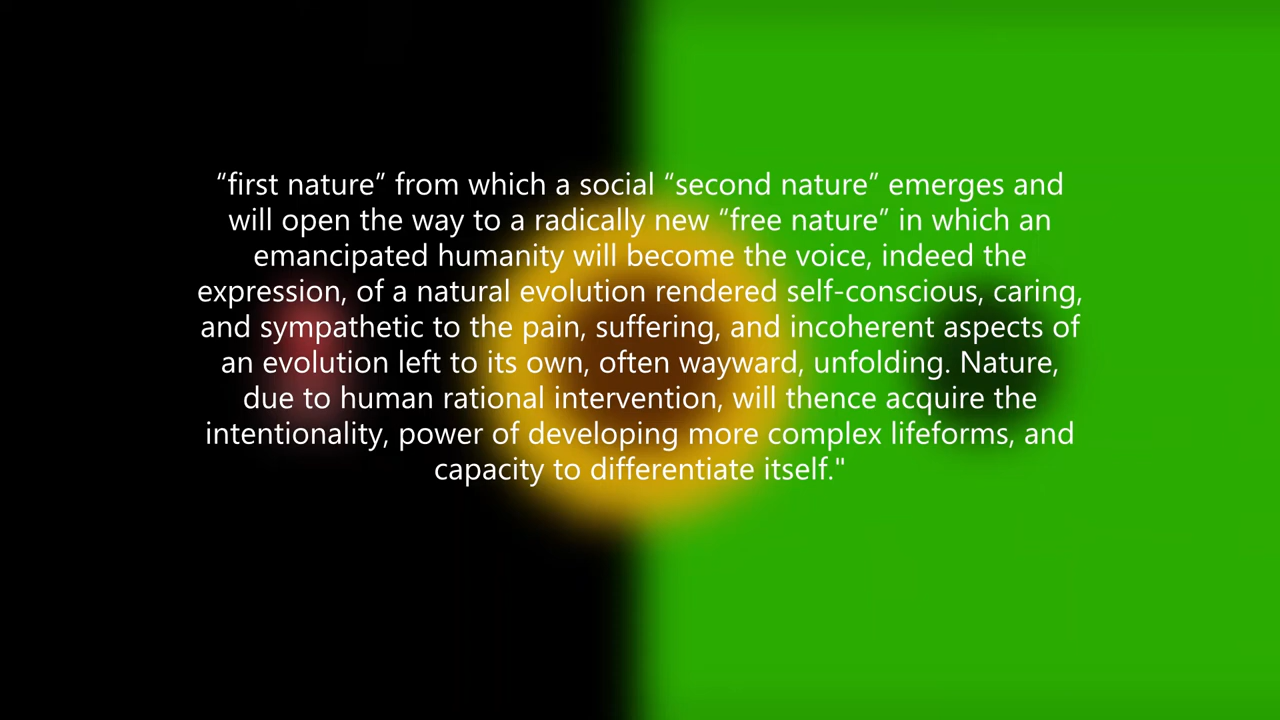 “first nature” from which a social “second nature” emerges and
will open the way to a radically new “free nature” in which an
emancipated humanity will become the voice, indeed the
expression, of a natural evolution rendered self-conscious, caring,
and sympathetic to the pain, suffering, and incoherent aspects of
an evolution left to its own, often wayward, unfolding. Nature,
due to human rational intervention, will thence acquire the
intentionality, power of developing more complex lifeforms, and
capacity to differentiate itself."